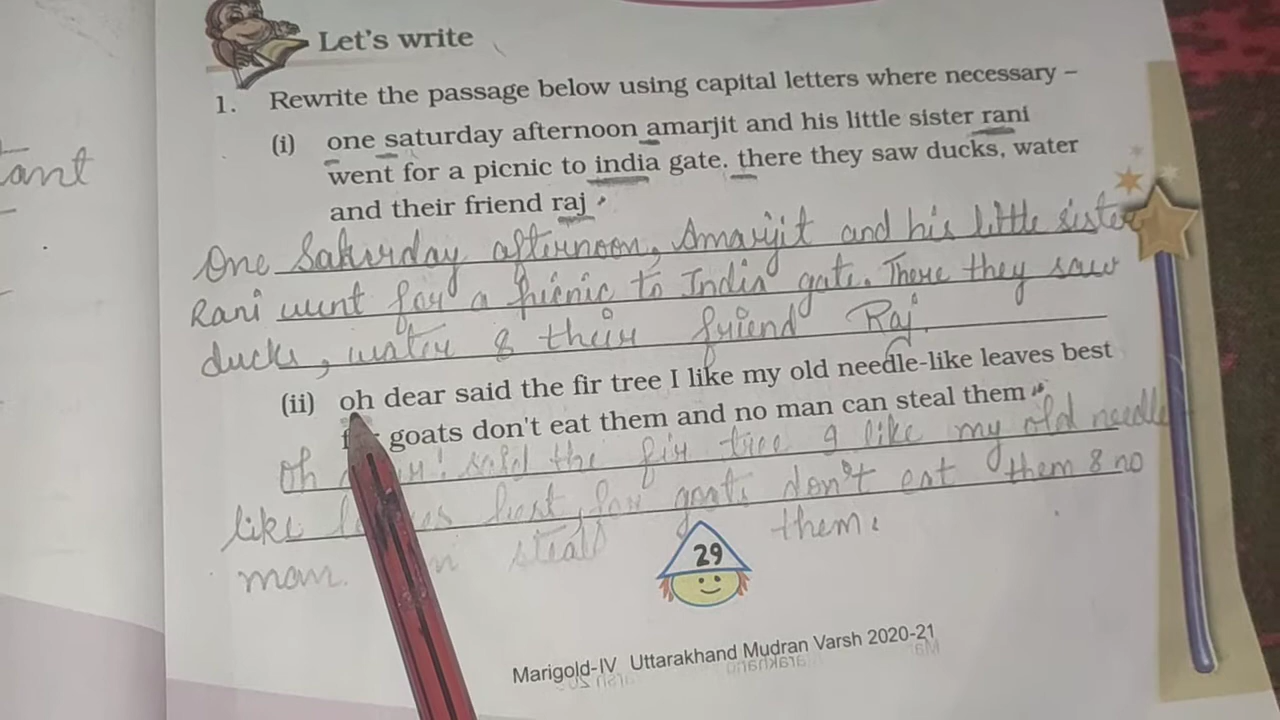 Let's write
1. Rewrite the passage below using capital letters where necessary –
(i) one saturday afternoon amarjit and his little sister rani
went for a picnic to india gate. there they saw ducks, water
and their friend raj.
One Saturday afternoon, Amarjit and his little sister
Rani went for a picnic to India gate. There they saw
ducks, water & their friend Raj.
(ii) oh dear said the fir tree I like my old needle-like leaves best
goats don't eat them and no man can steal them
Oh said the fir tree I like my old needle
like best for goats don't eat them & no
man. steal them.
29
Marigold-IV Uttarakhand Mudran Varsh 2020-21
tant